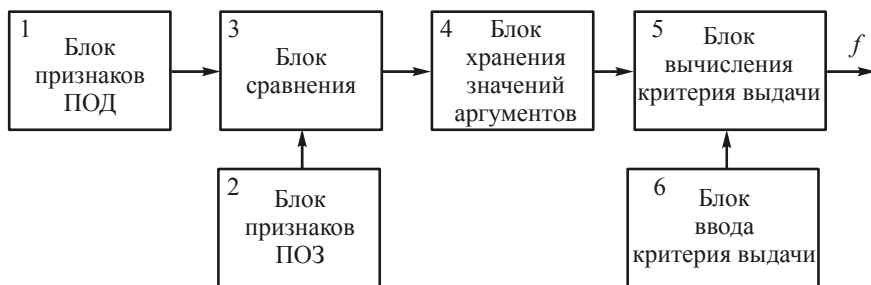 1
Блок
признаков
ПОД
3
Блок
сравнения
4
Блок
хранения
значений
аргументов
5
Блок
вычисления
критерия выдачи
f
2
Блок
признаков
ПОЗ
6
Блок
ввода
критерия выдачи